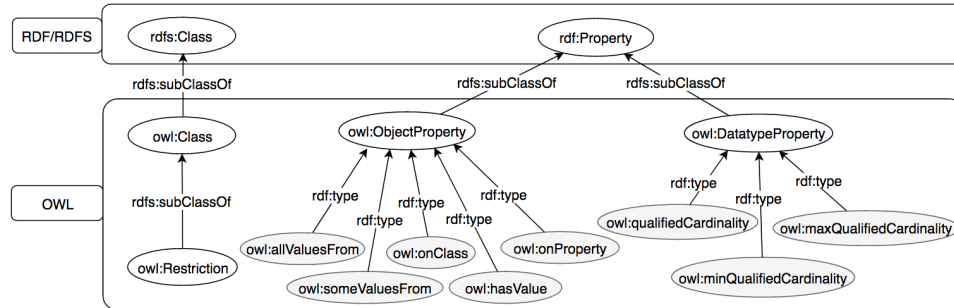 RDF/RDFS
rdfs:Class
rdf:Property
rdfs:subClassOf
rdfs:subClassOf
rdfs:subClassOf
OWL
owl:Class
owl:ObjectProperty
owl:DatatypeProperty
rdfs:subClassOf
rdf:type
rdf:type
rdf:type
rdf:type
rdf:type
rdf:type
rdf:type
rdf:type
owl:Restriction
owl:allValuesFrom
owl:someValuesFrom
owl:onClass
owl:hasValue
owl:onProperty
owl:qualifiedCardinality
owl:minQualifiedCardinality
owl:maxQualifiedCardinality